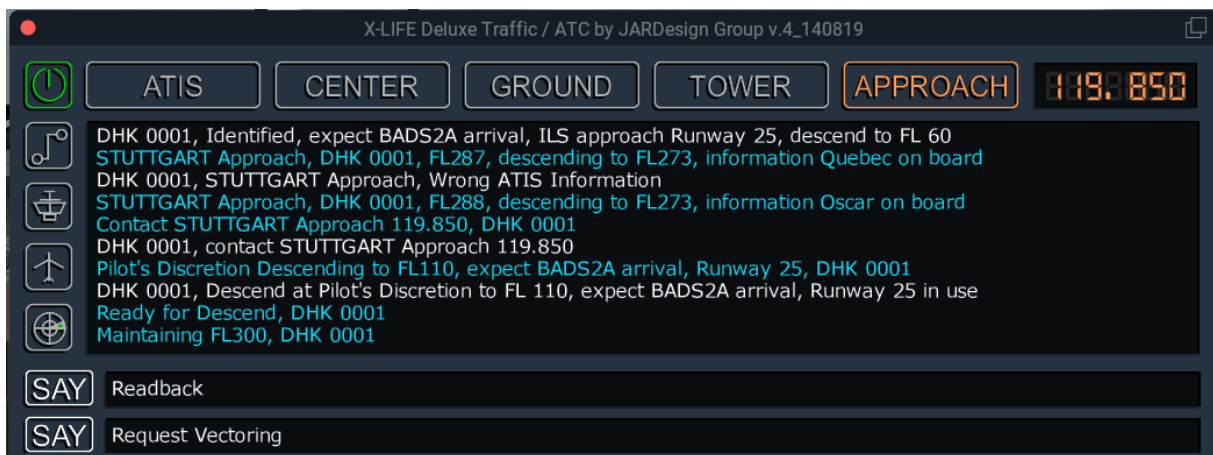 X-LIFE Deluxe Traffic / ATC by JARDesign Group v.4_140819
ATIS CENTER GROUND TOWER APPROACH 119.850
DHK 0001, Identified, expect BADS2A arrival, ILS approach Runway 25, descend to FL 60
STUTTGART Approach, DHK 0001, FL287, descending to FL273, information Quebec on board
DHK 0001, STUTTGART Approach, Wrong ATIS Information
STUTTGART Approach, DHK 0001, FL288, descending to FL273, information Oscar on board
Contact STUTTGART Approach 119.850, DHK 0001
DHK 0001, contact STUTTGART Approach 119.850
Pilot's Discretion Descending to FL110, expect BADS2A arrival, Runway 25, DHK 0001
DHK 0001, Descend at Pilot's Discretion to FL 110, expect BADS2A arrival, Runway 25 in use
Ready for Descend, DHK 0001
Maintaining FL300, DHK 0001
SAY Readback
SAY Request Vectoring